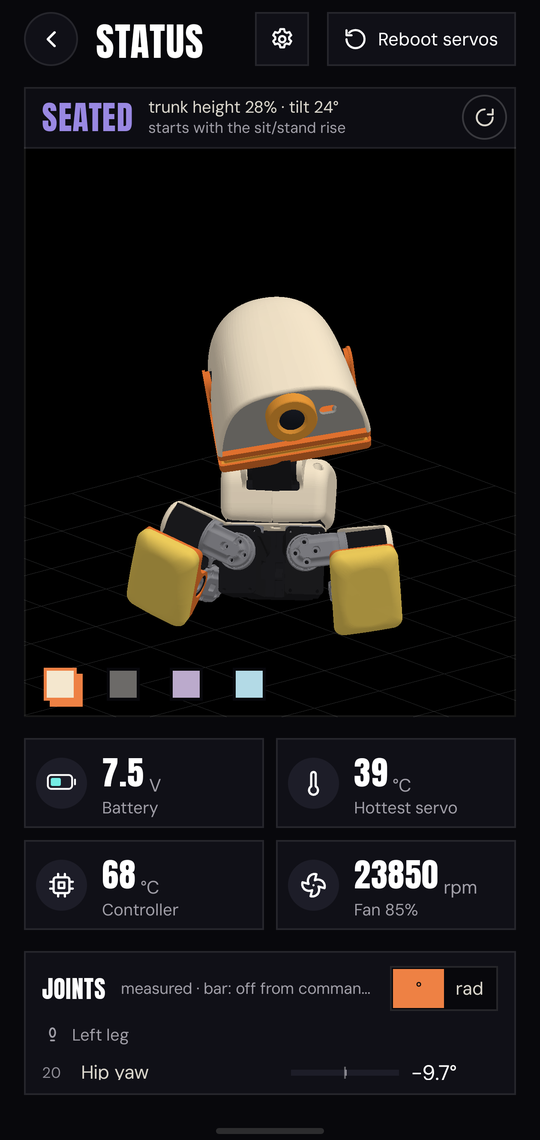 STATUS
Reboot servos
SEATED
trunk height 28% · tilt 24°
starts with the sit/stand rise
7.5 V
Battery
39 °C
Hottest servo
68 °C
Controller
23850 rpm
Fan 85%
JOINTS measured · bar: off from comman... ° rad
Left leg
20 Hip yaw −9.7°